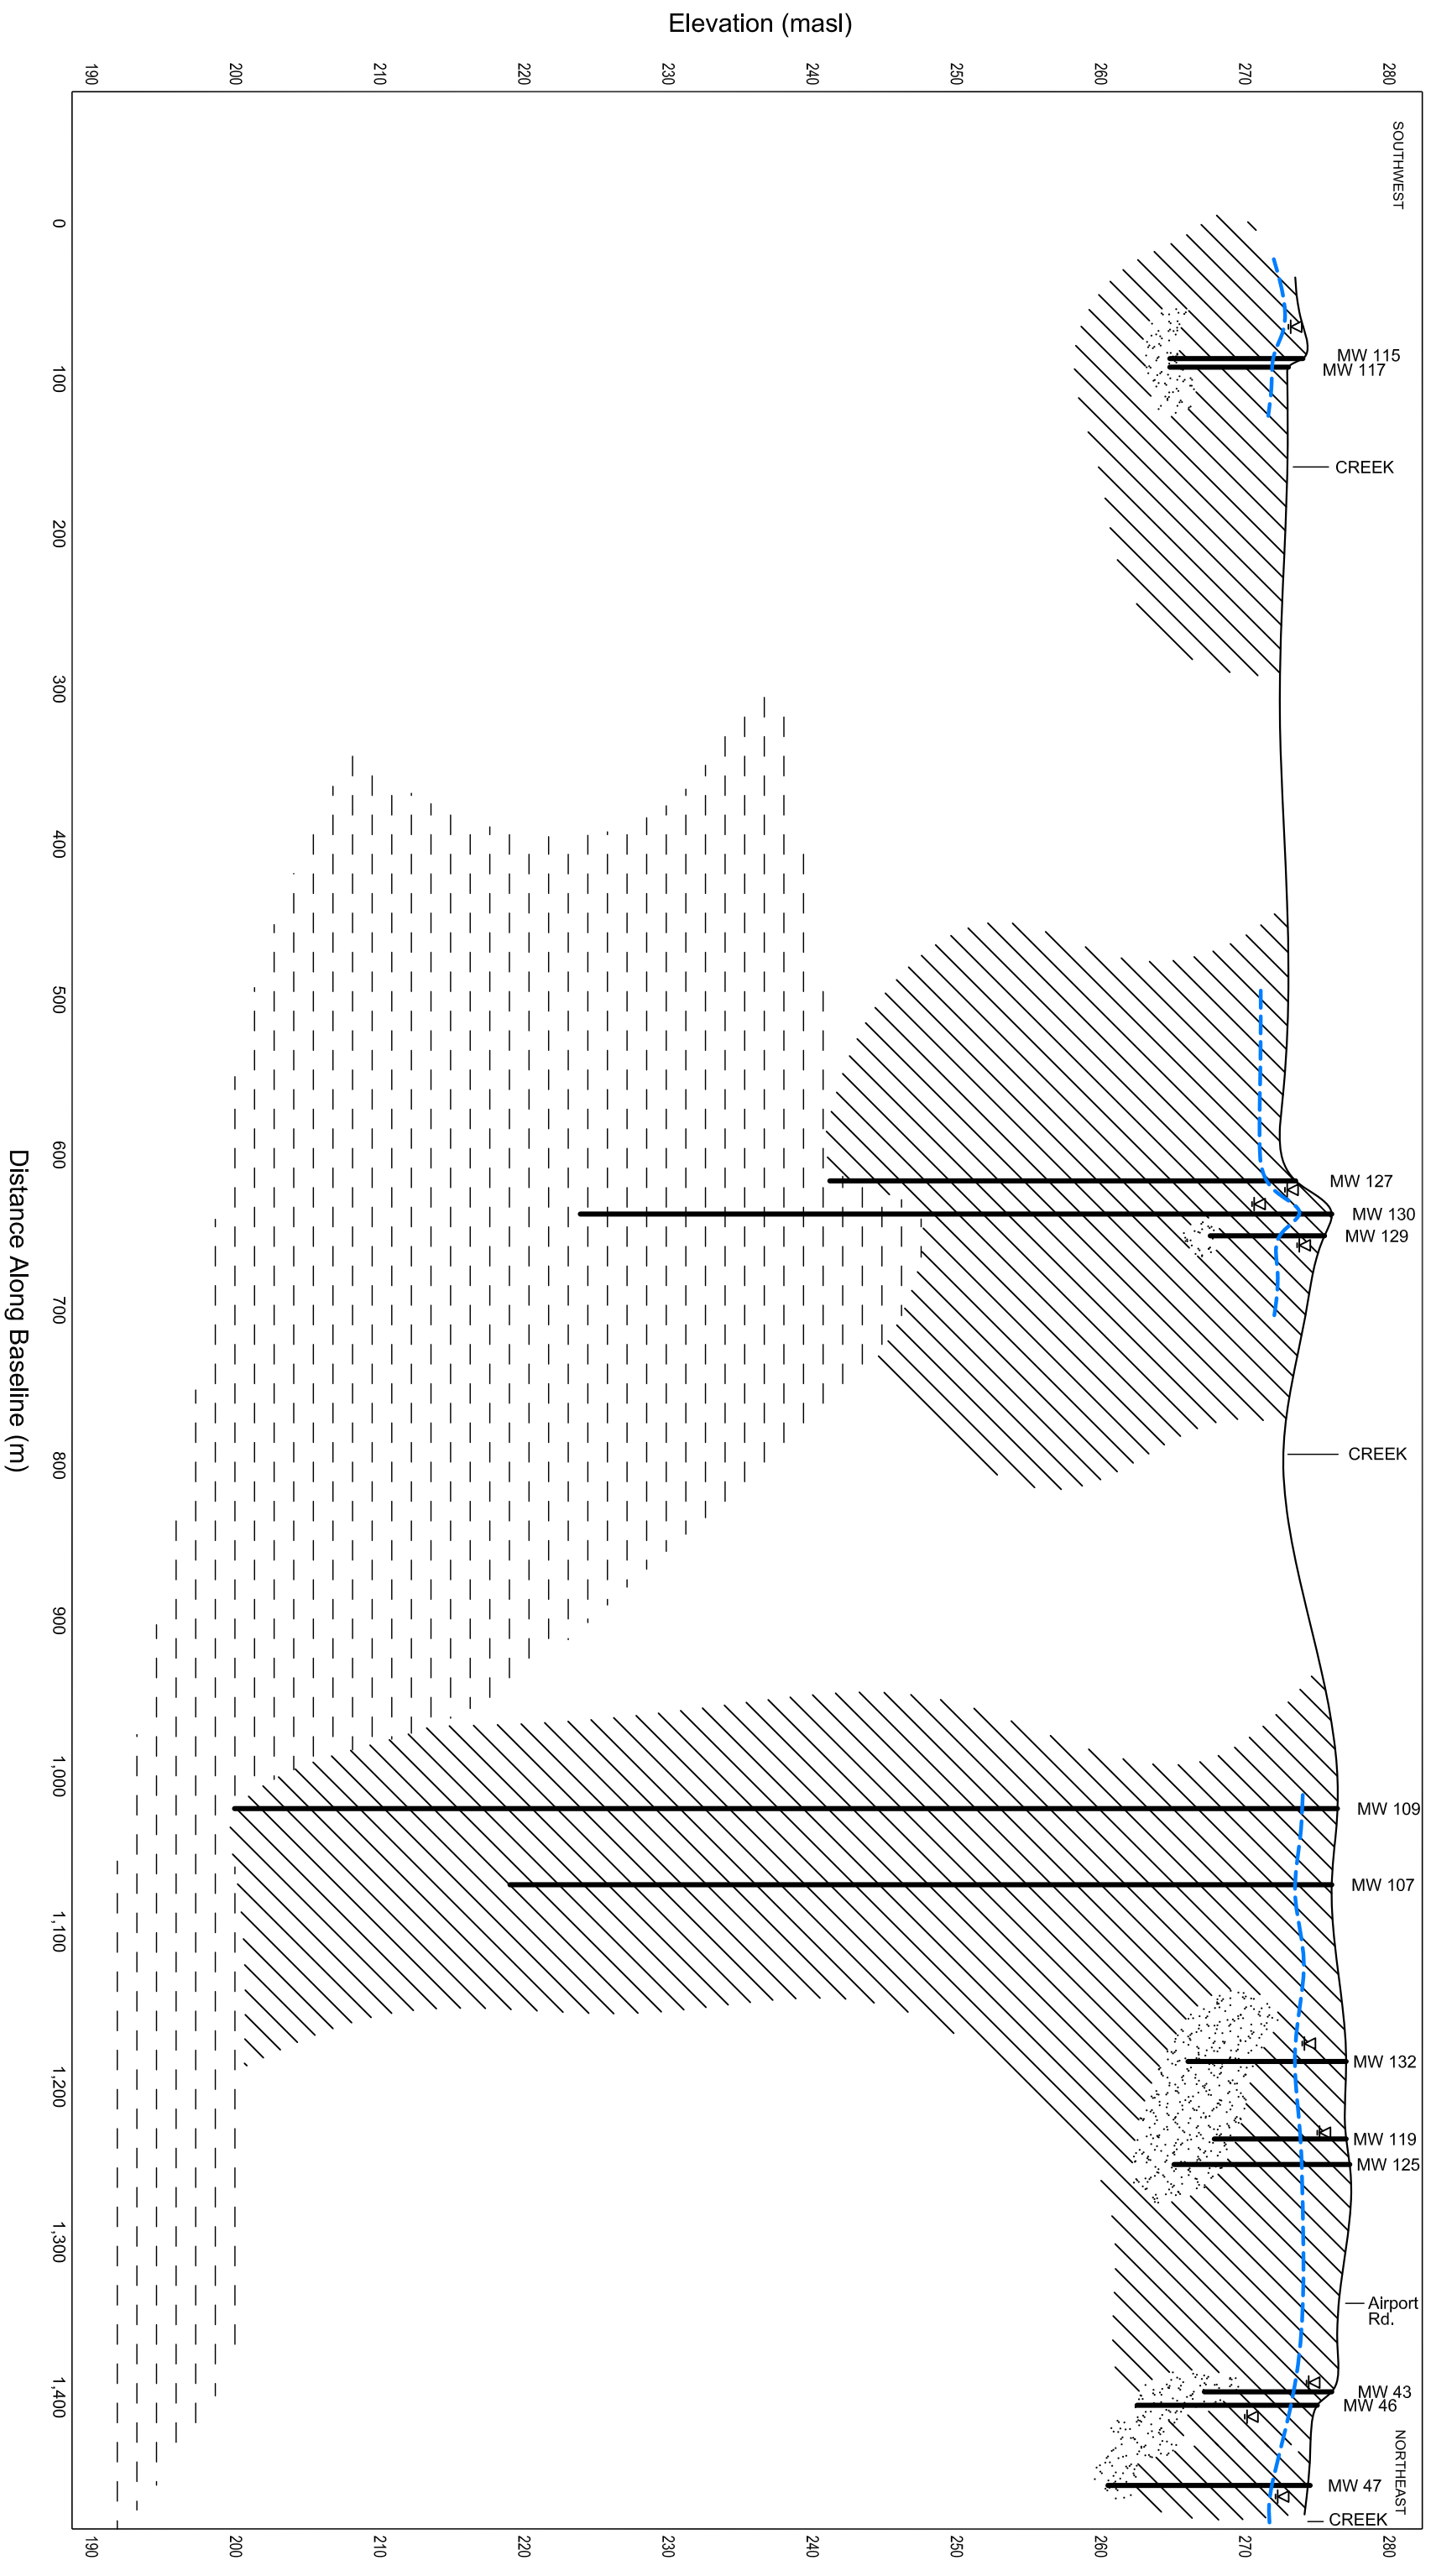 Elevation (masl)
190
200
210
220
230
240
250
260
270
280
SOUTHWEST
0
100
200
300
400
500
600
700
800
900
1,000
1,100
1,200
1,300
1,400
Distance Along Baseline (m)
MW 115
MW 117
CREEK
MW 127
MW 130
MW 129
CREEK
MW 109
MW 107
MW 132
MW 119
MW 125
Airport
Rd.
MW 43
MW 46
NORTHEAST
MW 47
CREEK
190
200
210
220
230
240
250
260
270
280